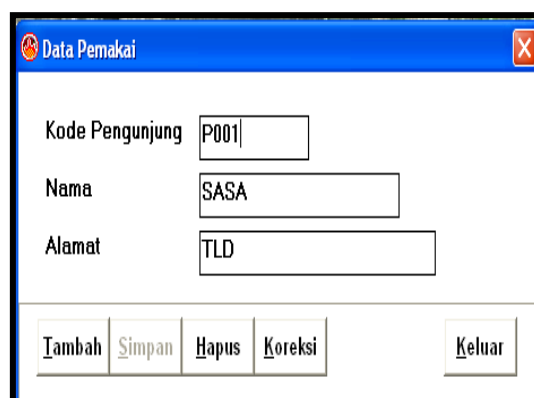 Data Pemakai
Kode Pengunjung P001
Nama SASA
Alamat TLD
Tambah Simpan Hapus Koreksi Keluar